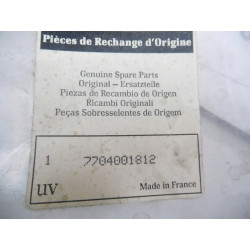 Pièces de Rechange d'Origine
Genuine Spare Parts
Original – Ersatzteile
Piezas de Recambio de Origen
Ricambi Originali
Peças Sobresselentes de Origem
1 7704001812
UV Made in France